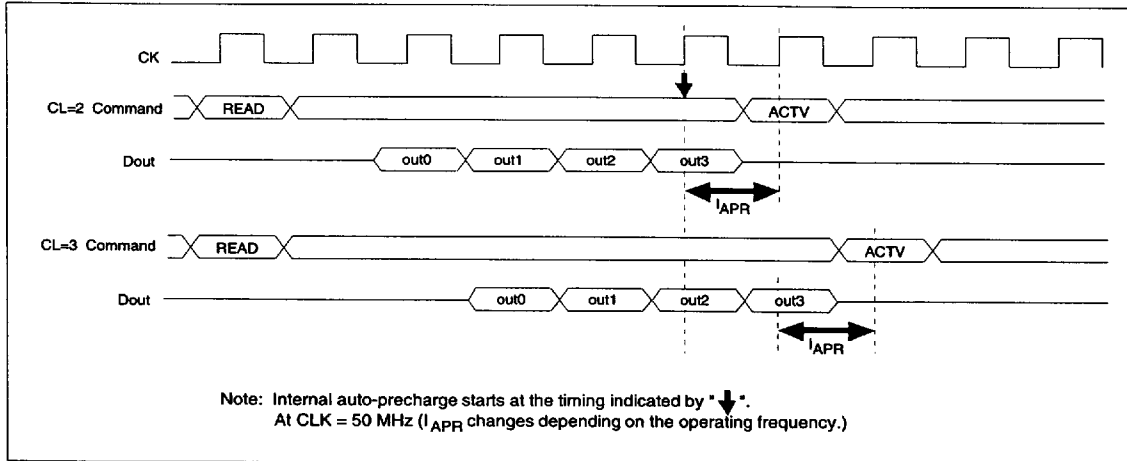 CK
CL=2 Command READ ACTV
Dout out0 out1 out2 out3
IAPR
CL=3 Command READ ACTV
Dout out0 out1 out2 out3
IAPR
Note: Internal auto-precharge starts at the timing indicated by "↓".
At CLK = 50 MHz (IAPR changes depending on the operating frequency.)